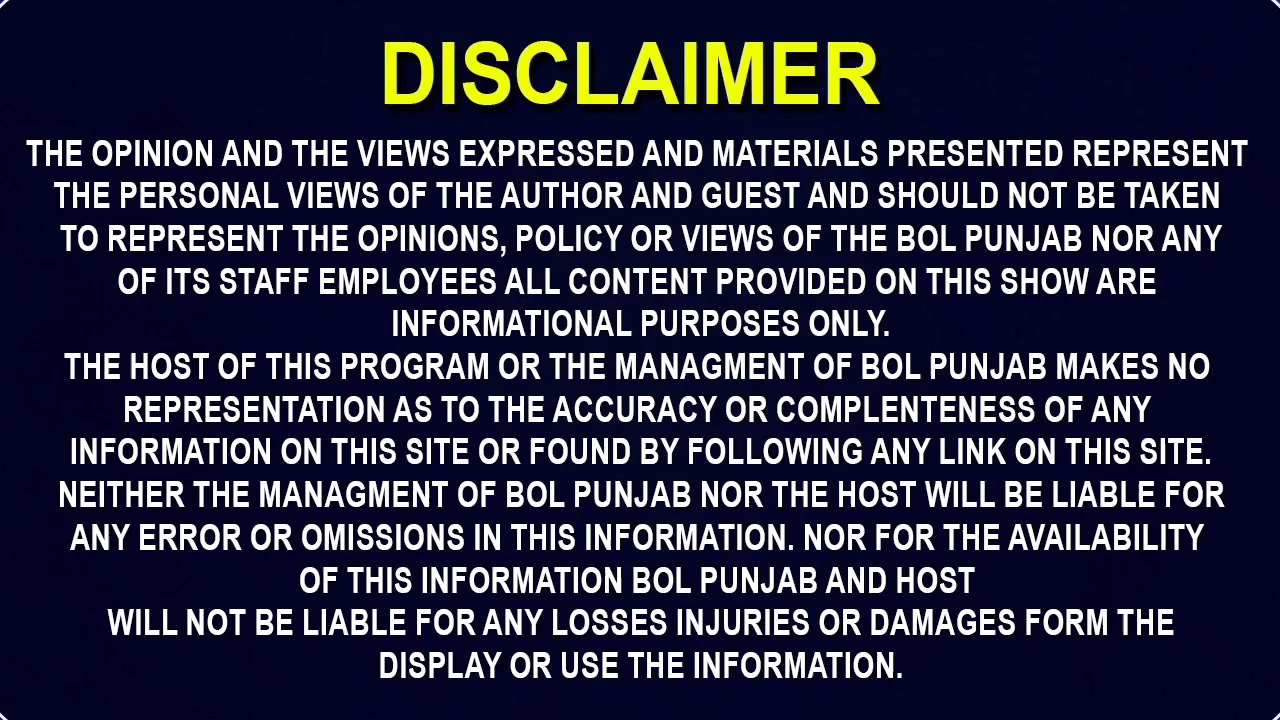 DISCLAIMER
THE OPINION AND THE VIEWS EXPRESSED AND MATERIALS PRESENTED REPRESENT
THE PERSONAL VIEWS OF THE AUTHOR AND GUEST AND SHOULD NOT BE TAKEN
TO REPRESENT THE OPINIONS, POLICY OR VIEWS OF THE BOL PUNJAB NOR ANY
OF ITS STAFF EMPLOYEES ALL CONTENT PROVIDED ON THIS SHOW ARE
INFORMATIONAL PURPOSES ONLY.
THE HOST OF THIS PROGRAM OR THE MANAGMENT OF BOL PUNJAB MAKES NO
REPRESENTATION AS TO THE ACCURACY OR COMPLENTENESS OF ANY
INFORMATION ON THIS SITE OR FOUND BY FOLLOWING ANY LINK ON THIS SITE.
NEITHER THE MANAGMENT OF BOL PUNJAB NOR THE HOST WILL BE LIABLE FOR
ANY ERROR OR OMISSIONS IN THIS INFORMATION. NOR FOR THE AVAILABILITY
OF THIS INFORMATION BOL PUNJAB AND HOST
WILL NOT BE LIABLE FOR ANY LOSSES INJURIES OR DAMAGES FORM THE
DISPLAY OR USE THE INFORMATION.